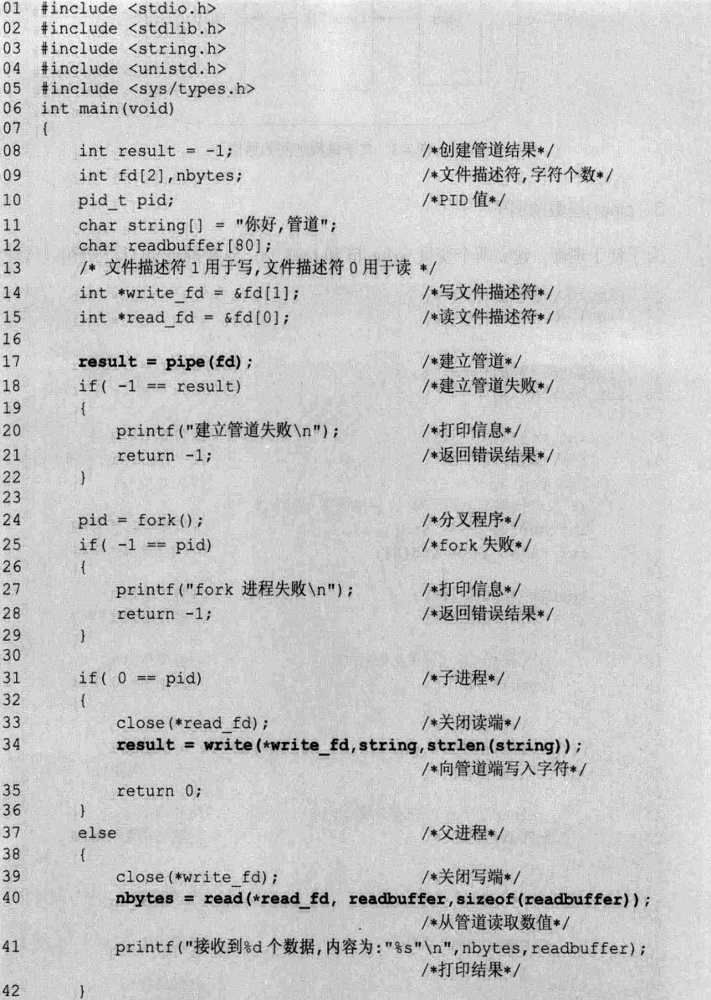 01 #include <stdio.h>
02 #include <stdlib.h>
03 #include <string.h>
04 #include <unistd.h>
05 #include <sys/types.h>
06 int main(void)
07 {
08     int result = -1;                    /*创建管道结果*/
09     int fd[2],nbytes;                   /*文件描述符,字符个数*/
10     pid_t pid;                          /*PID值*/
11     char string[] = "你好,管道";
12     char readbuffer[80];
13     /* 文件描述符1用于写,文件描述符0用于读 */
14     int *write_fd = &fd[1];             /*写文件描述符*/
15     int *read_fd = &fd[0];              /*读文件描述符*/
16
17     result = pipe(fd);                  /*建立管道*/
18     if( -1 == result)                   /*建立管道失败*/
19     {
20         printf("建立管道失败\n");        /*打印信息*/
21         return -1;                      /*返回错误结果*/
22     }
23
24     pid = fork();                       /*分叉程序*/
25     if( -1 == pid)                      /*fork失败*/
26     {
27         printf("fork 进程失败\n");       /*打印信息*/
28         return -1;                      /*返回错误结果*/
29     }
30
31     if( 0 == pid)                       /*子进程*/
32     {
33         close(*read_fd);                /*关闭读端*/
34         result = write(*write_fd,string,strlen(string));
                                           /*向管道端写入字符*/
35         return 0;
36     }
37     else                                /*父进程*/
38     {
39         close(*write_fd);               /*关闭写端*/
40         nbytes = read(*read_fd, readbuffer,sizeof(readbuffer));
                                           /*从管道读取数值*/
41         printf("接收到%d个数据,内容为:"%s"\n",nbytes,readbuffer);
                                           /*打印结果*/
42     }